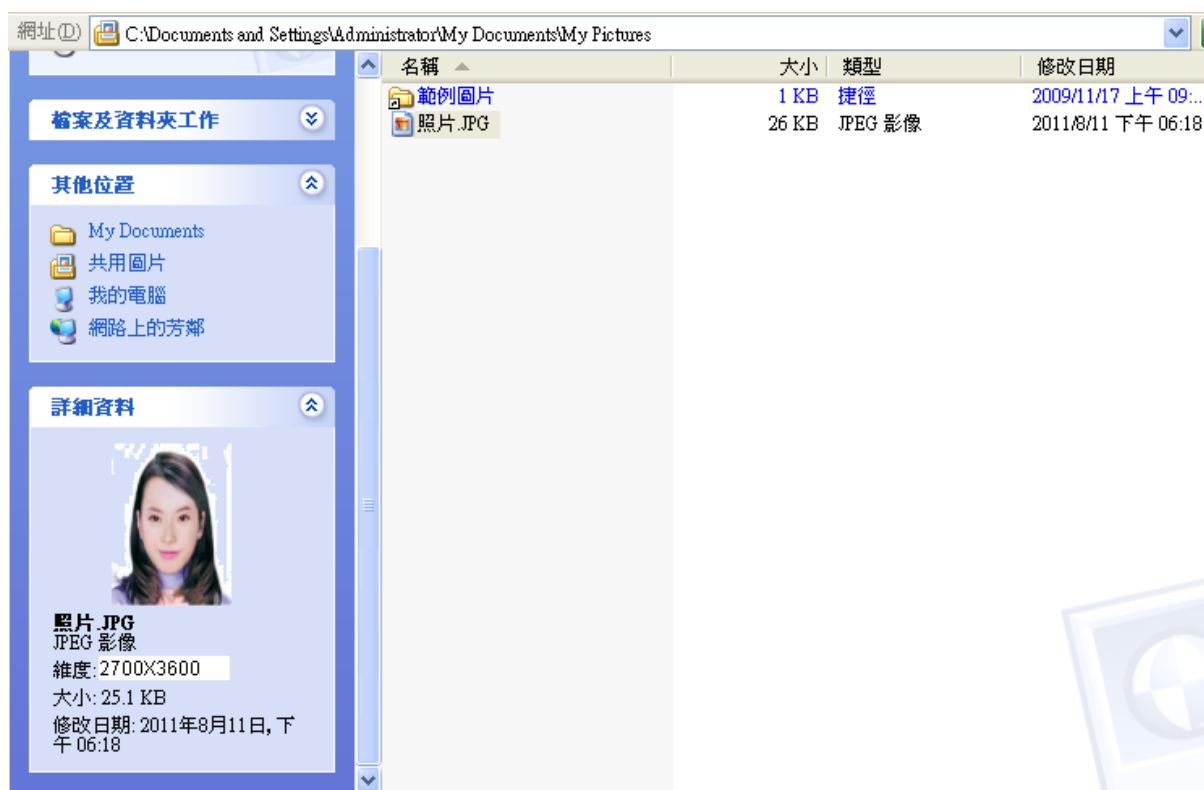 網址(D) C:\Documents and Settings\Administrator\My Documents\My Pictures
名稱 大小 類型 修改日期
範例圖片 1 KB 捷徑 2009/11/17 上午 09:...
照片.JPG 26 KB JPEG 影像 2011/8/11 下午 06:18
檔案及資料夾工作
其他位置
My Documents
共用圖片
我的電腦
網路上的芳鄰
詳細資料
照片.JPG
JPEG 影像
維度: 2700X3600
大小: 25.1 KB
修改日期: 2011年8月11日, 下
午 06:18